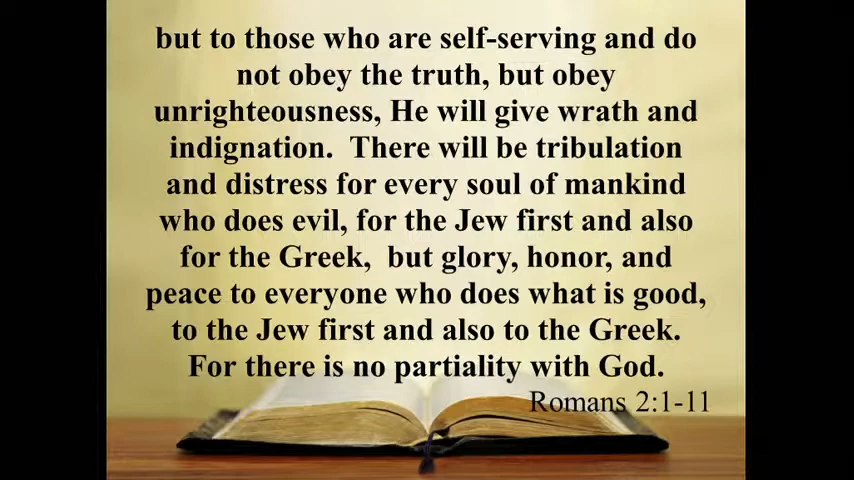 but to those who are self-serving and do
not obey the truth, but obey
unrighteousness, He will give wrath and
indignation.  There will be tribulation
and distress for every soul of mankind
who does evil, for the Jew first and also
for the Greek,  but glory, honor, and
peace to everyone who does what is good,
to the Jew first and also to the Greek.
For there is no partiality with God.
Romans 2:1-11